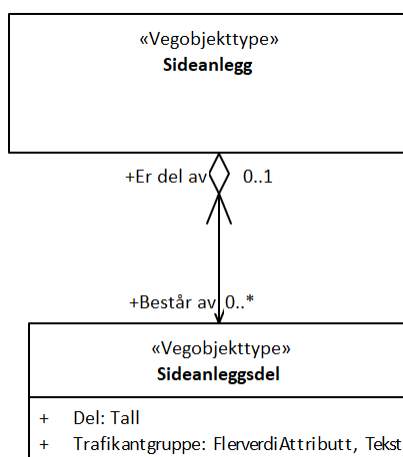 «Vegobjekttype»
Sideanlegg
+Er del av 0..1
+Består av 0..*
«Vegobjekttype»
Sideanleggsdel
+ Del: Tall
+ Trafikantgruppe: FlerverdiAttributt, Tekst